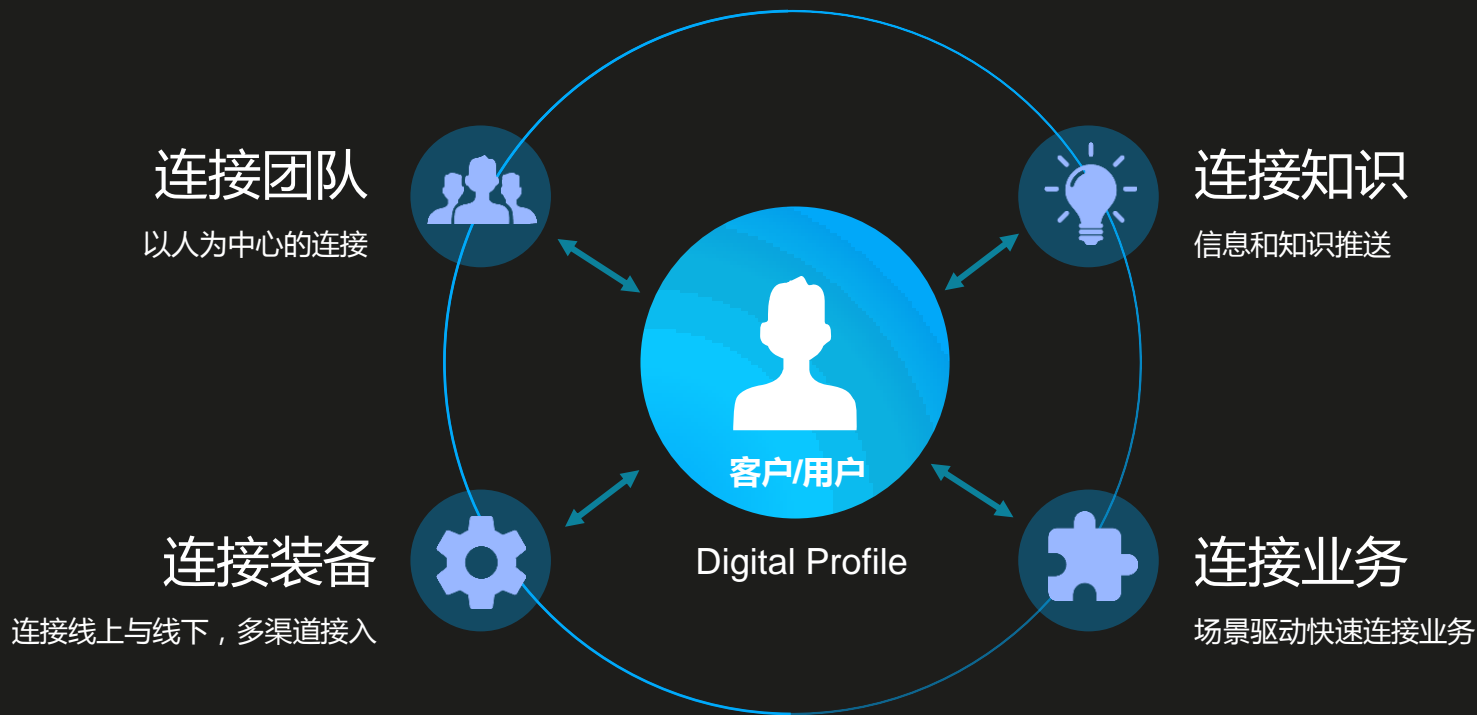 连接团队
以人为中心的连接
连接知识
信息和知识推送
客户/用户
Digital Profile
连接装备
连接线上与线下，多渠道接入
连接业务
场景驱动快速连接业务